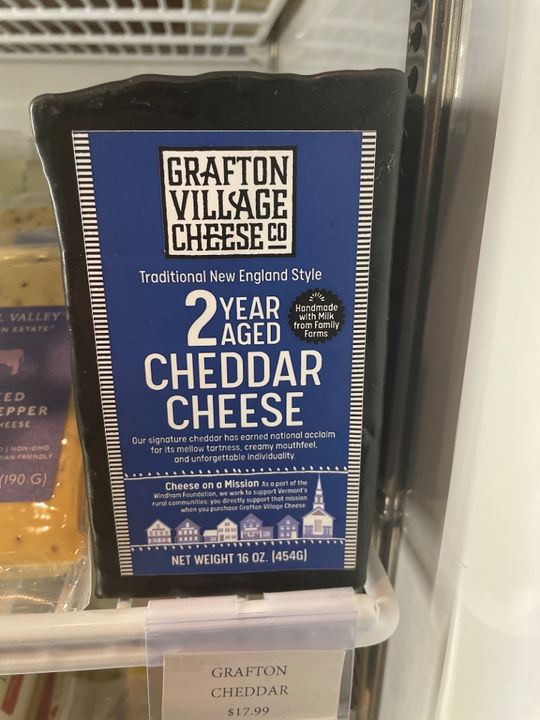 GRAFTON
VILLAGE
CHEESE CO
Traditional New England Style
2 YEAR
AGED
CHEDDAR
CHEESE
Handmade
with Milk
from Family
Farms
Our signature cheddar has earned national acclaim
for its mellow tartness, creamy mouthfeel,
and unforgettable individuality.
Cheese on a Mission As a part of the
Windham Foundation, we work to support Vermont's
rural communities; you directly support that mission
when you purchase Grafton Village Cheese.
NET WEIGHT 16 OZ. (454G)
VALLEY
ESTATE
EPPER
NON-GMO
FRIENDLY
(190 G)
GRAFTON
CHEDDAR
$17.99